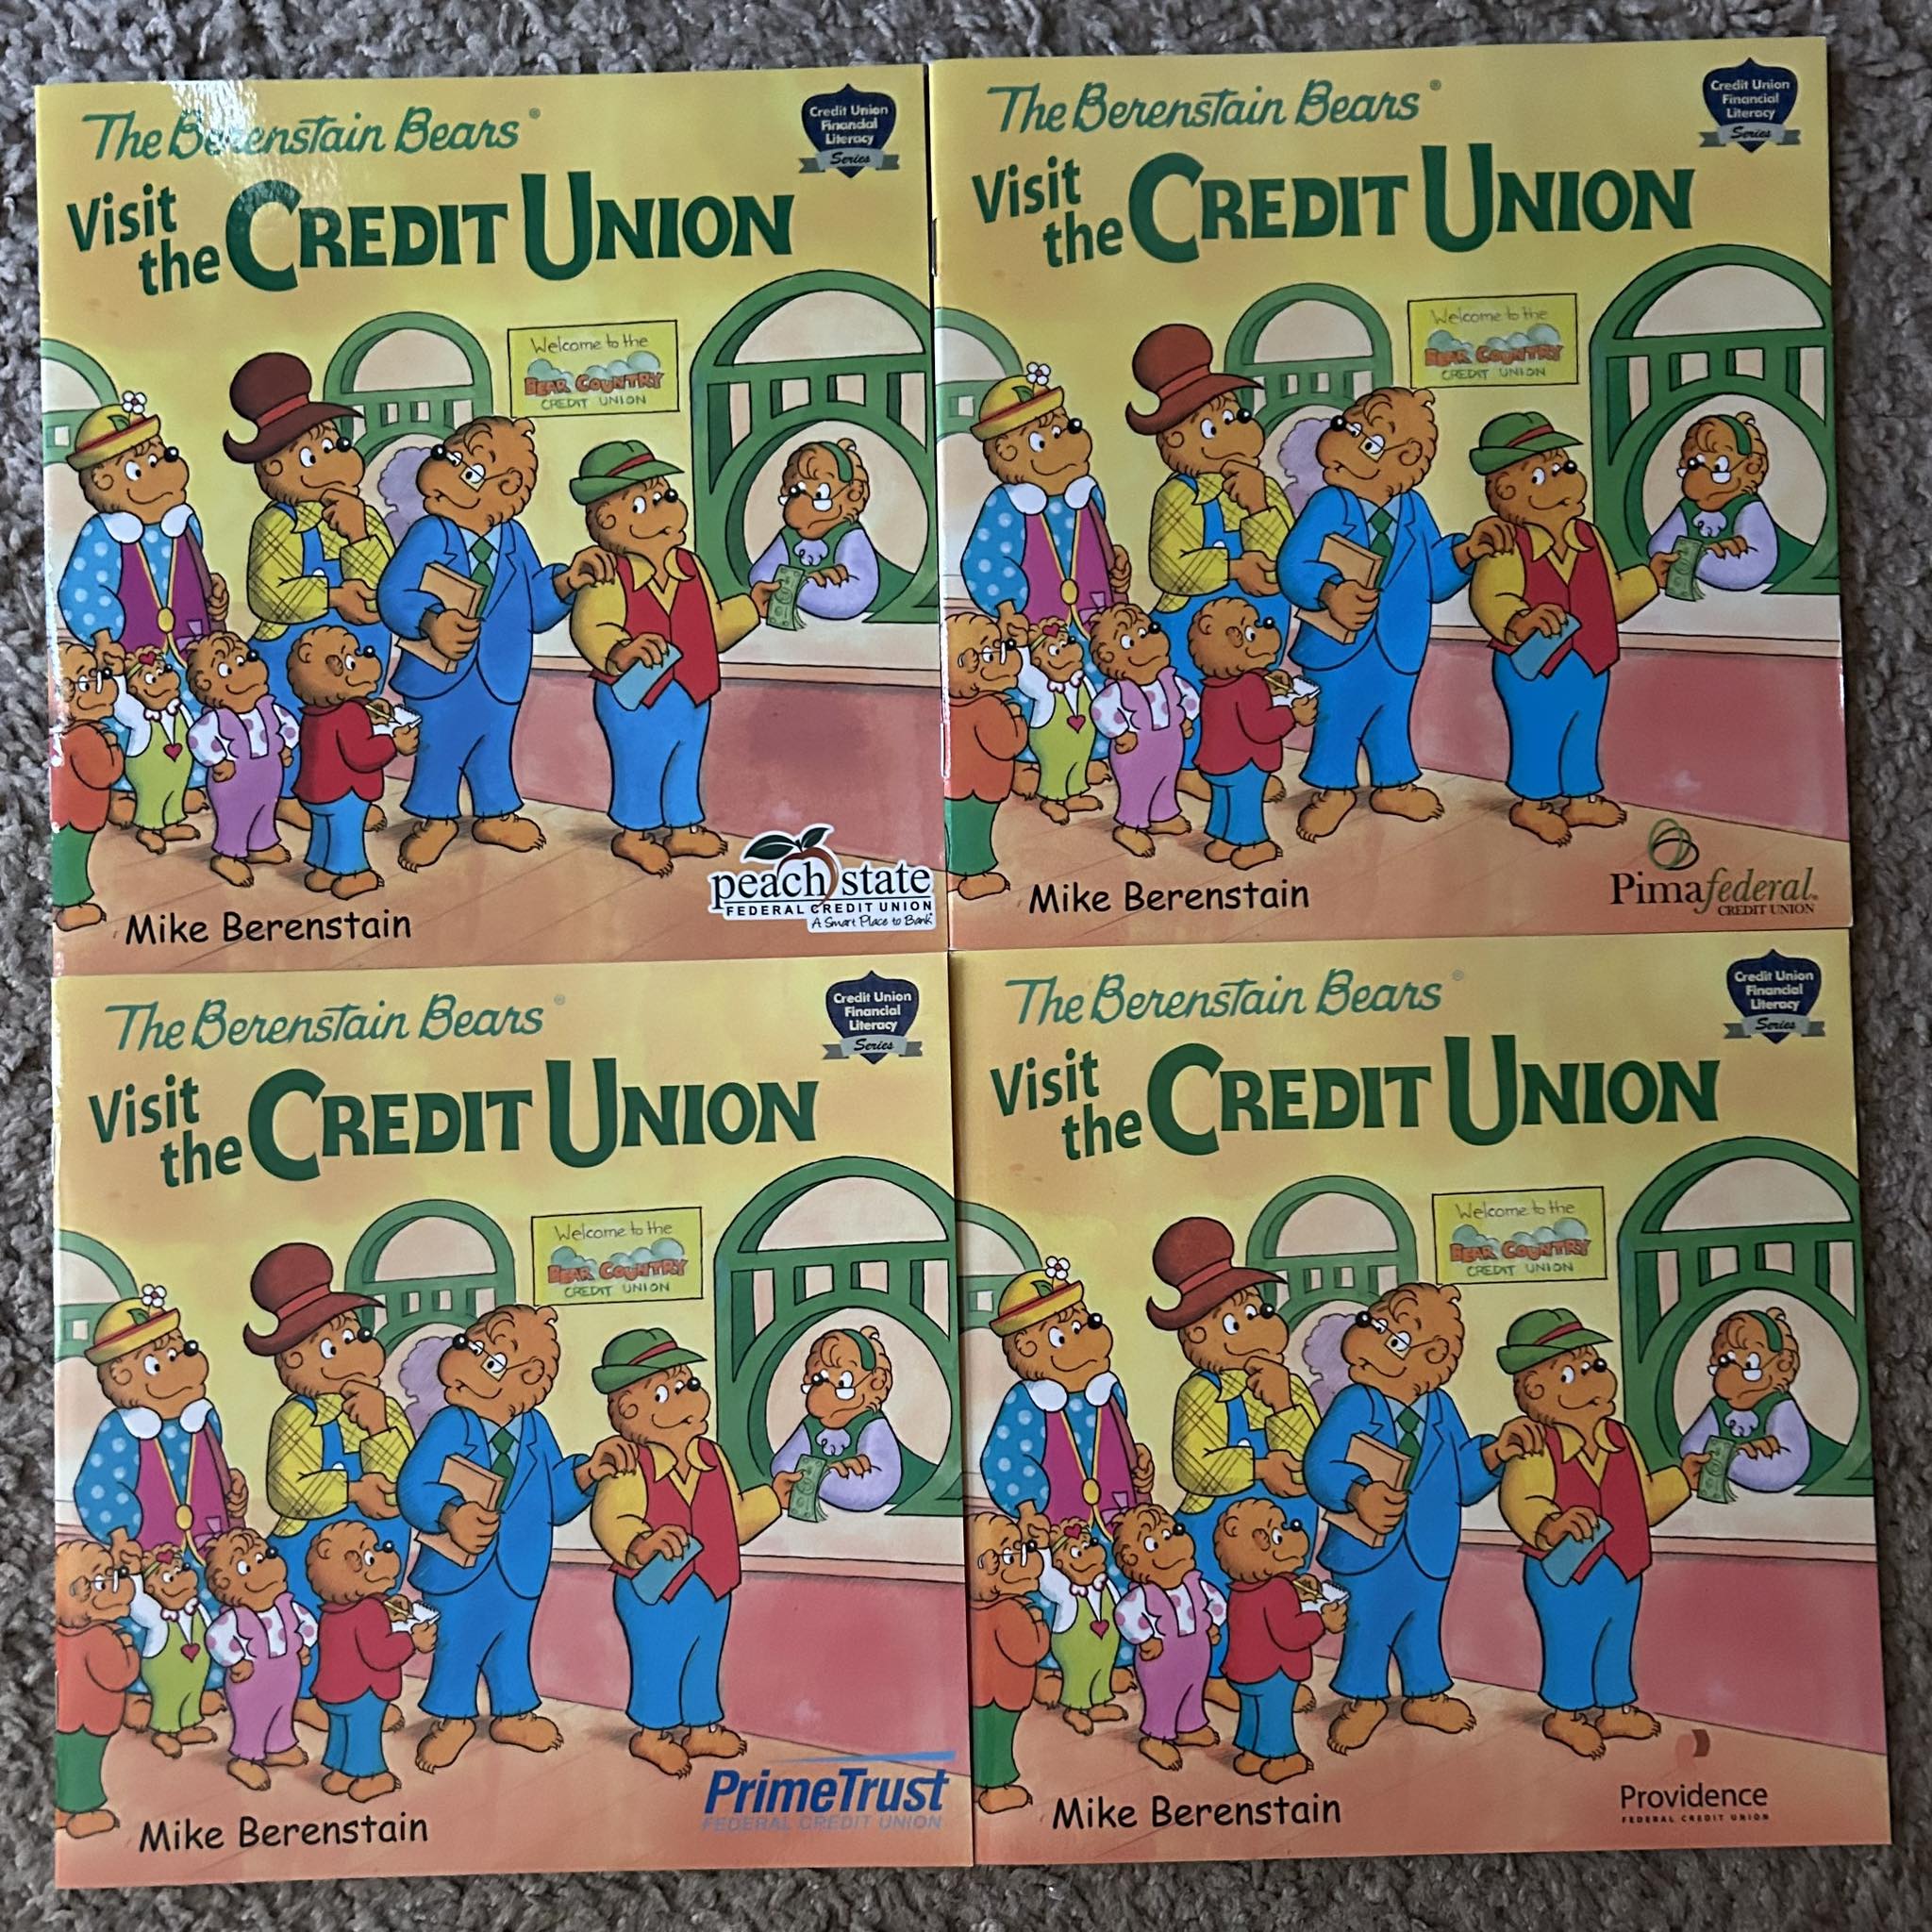 The Berenstain Bears®
Credit Union
Financial
Literacy
Series
Visit
the CREDIT UNION
Welcome to the
BEAR COUNTRY
CREDIT UNION
peach state
FEDERAL CREDIT UNION
A Smart Place to Bank
Mike Berenstain
The Berenstain Bears®
Credit Union
Financial
Literacy
Series
Visit
the CREDIT UNION
Welcome to the
BEAR COUNTRY
CREDIT UNION
Pimafederal
CREDIT UNION
Mike Berenstain
The Berenstain Bears®
Credit Union
Financial
Literacy
Series
Visit
the CREDIT UNION
Welcome to the
BEAR COUNTRY
CREDIT UNION
PrimeTrust
FEDERAL CREDIT UNION
Mike Berenstain
The Berenstain Bears®
Credit Union
Financial
Literacy
Series
Visit
the CREDIT UNION
Welcome to the
BEAR COUNTRY
CREDIT UNION
Providence
FEDERAL CREDIT UNION
Mike Berenstain